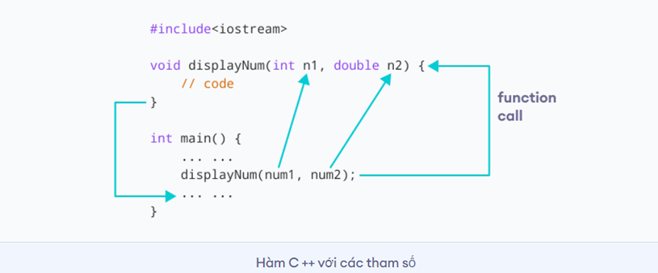 #include<iostream>
void displayNum(int n1, double n2) {
// code
}
function
call
int main() {
... ...
displayNum(num1, num2);
... ...
}
Hàm C ++ với các tham số